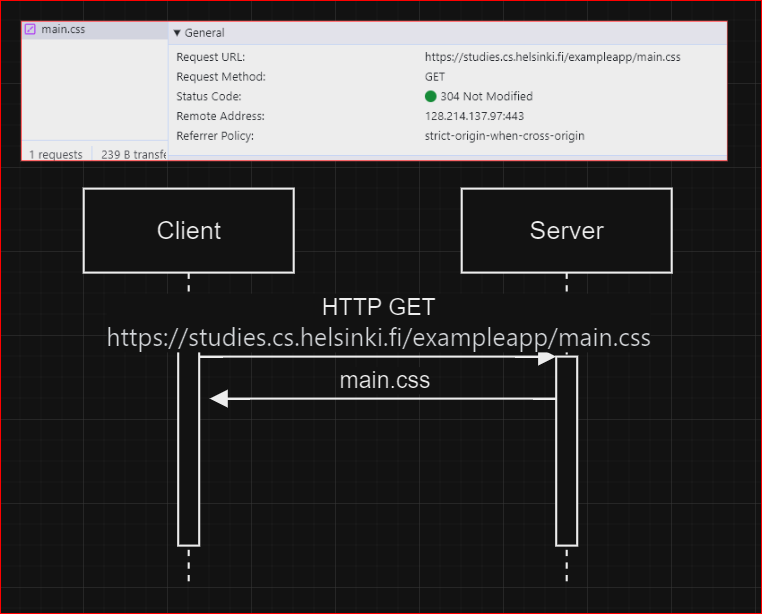 main.css
▼ General
Request URL: https://studies.cs.helsinki.fi/exampleapp/main.css
Request Method: GET
Status Code: 304 Not Modified
Remote Address: 128.214.137.97:443
Referrer Policy: strict-origin-when-cross-origin
1 requests 239 B transfe
Client
Server
HTTP GET
https://studies.cs.helsinki.fi/exampleapp/main.css
main.css